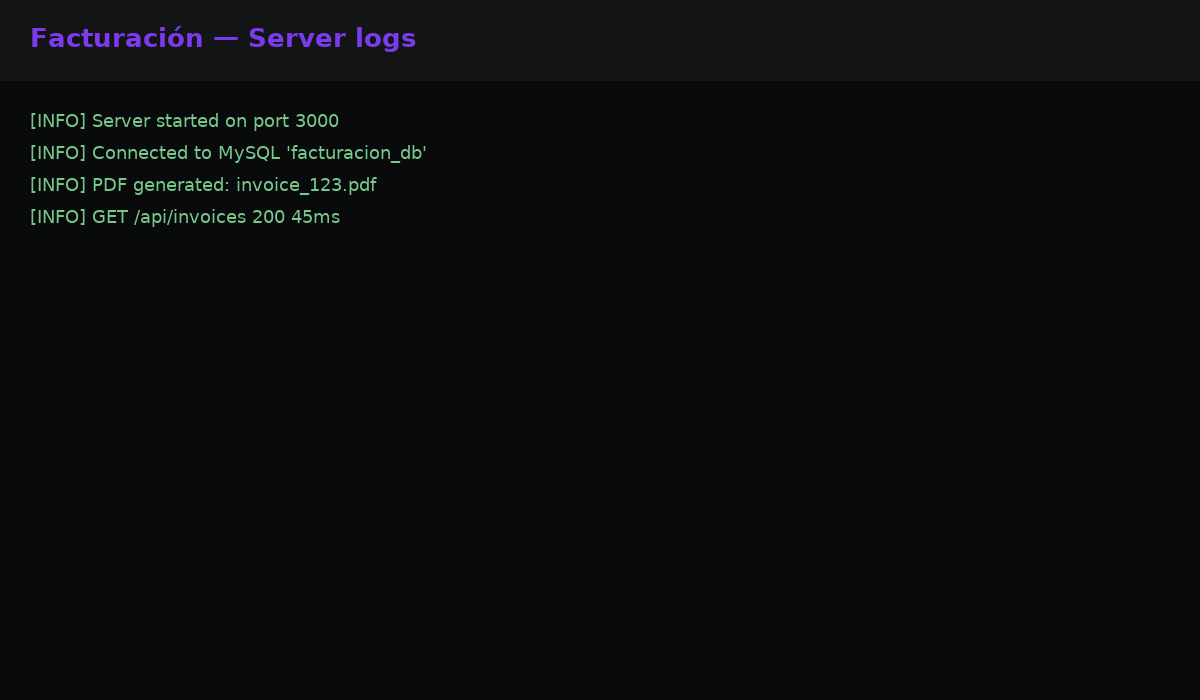 Facturación — Server logs
[INFO] Server started on port 3000
[INFO] Connected to MySQL 'facturacion_db'
[INFO] PDF generated: invoice_123.pdf
[INFO] GET /api/invoices 200 45ms